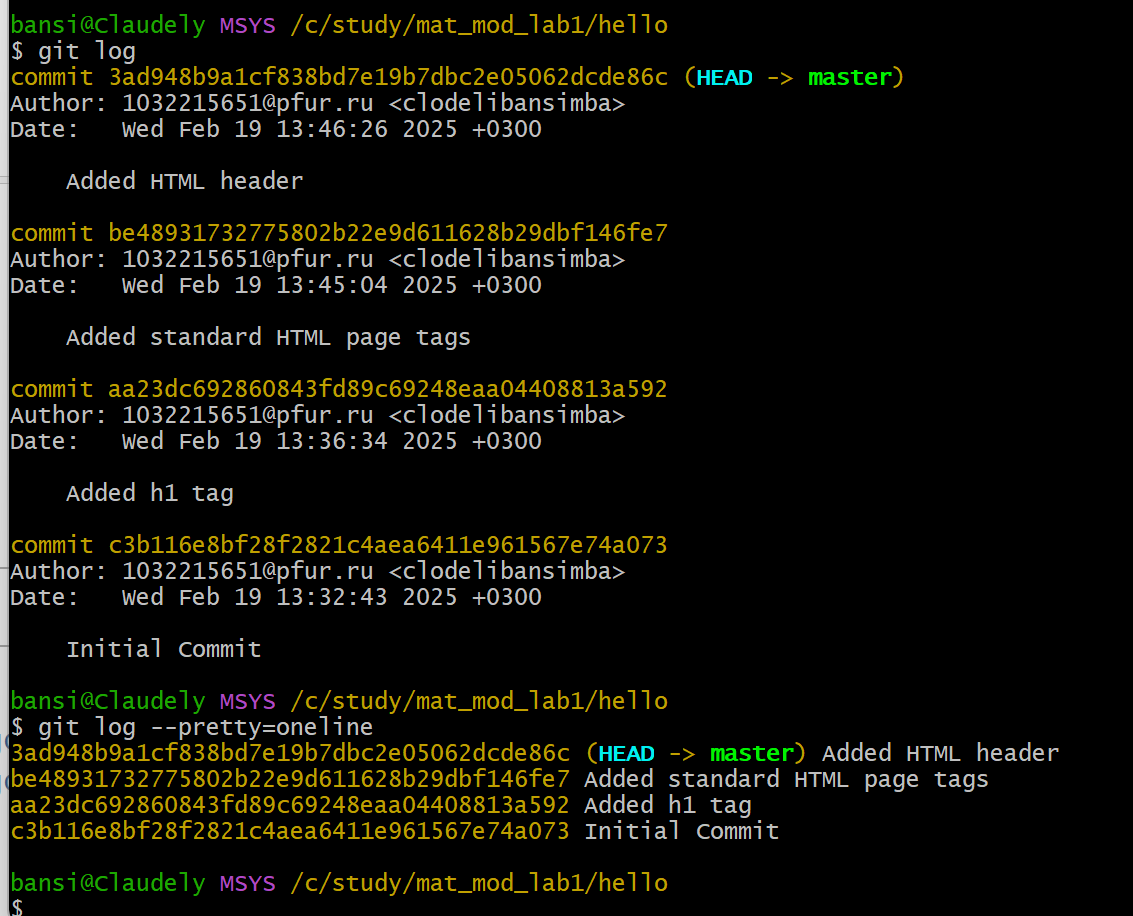 bansi@Claudely MSYS /c/study/mat_mod_lab1/hello
$ git log
commit 3ad948b9a1cf838bd7e19b7dbc2e05062dcde86c (HEAD -> master)
Author: 1032215651@pfur.ru <clodelibansimba>
Date:   Wed Feb 19 13:46:26 2025 +0300

    Added HTML header

commit be489317732775802b22e9d611628b29dbf146fe7
Author: 1032215651@pfur.ru <clodelibansimba>
Date:   Wed Feb 19 13:45:04 2025 +0300

    Added standard HTML page tags

commit aa23dc692860843fd89c69248eaa04408813a592
Author: 1032215651@pfur.ru <clodelibansimba>
Date:   Wed Feb 19 13:36:34 2025 +0300

    Added h1 tag

commit c3b116e8bf28f2821c4aea6411e961567e74a073
Author: 1032215651@pfur.ru <clodelibansimba>
Date:   Wed Feb 19 13:32:43 2025 +0300

    Initial Commit

bansi@Claudely MSYS /c/study/mat_mod_lab1/hello
$ git log --pretty=oneline
3ad948b9a1cf838bd7e19b7dbc2e05062dcde86c (HEAD -> master) Added HTML header
be48931732775802b22e9d611628b29dbf146fe7 Added standard HTML page tags
aa23dc692860843fd89c69248eaa04408813a592 Added h1 tag
c3b116e8bf28f2821c4aea6411e961567e74a073 Initial Commit

bansi@Claudely MSYS /c/study/mat_mod_lab1/hello
$